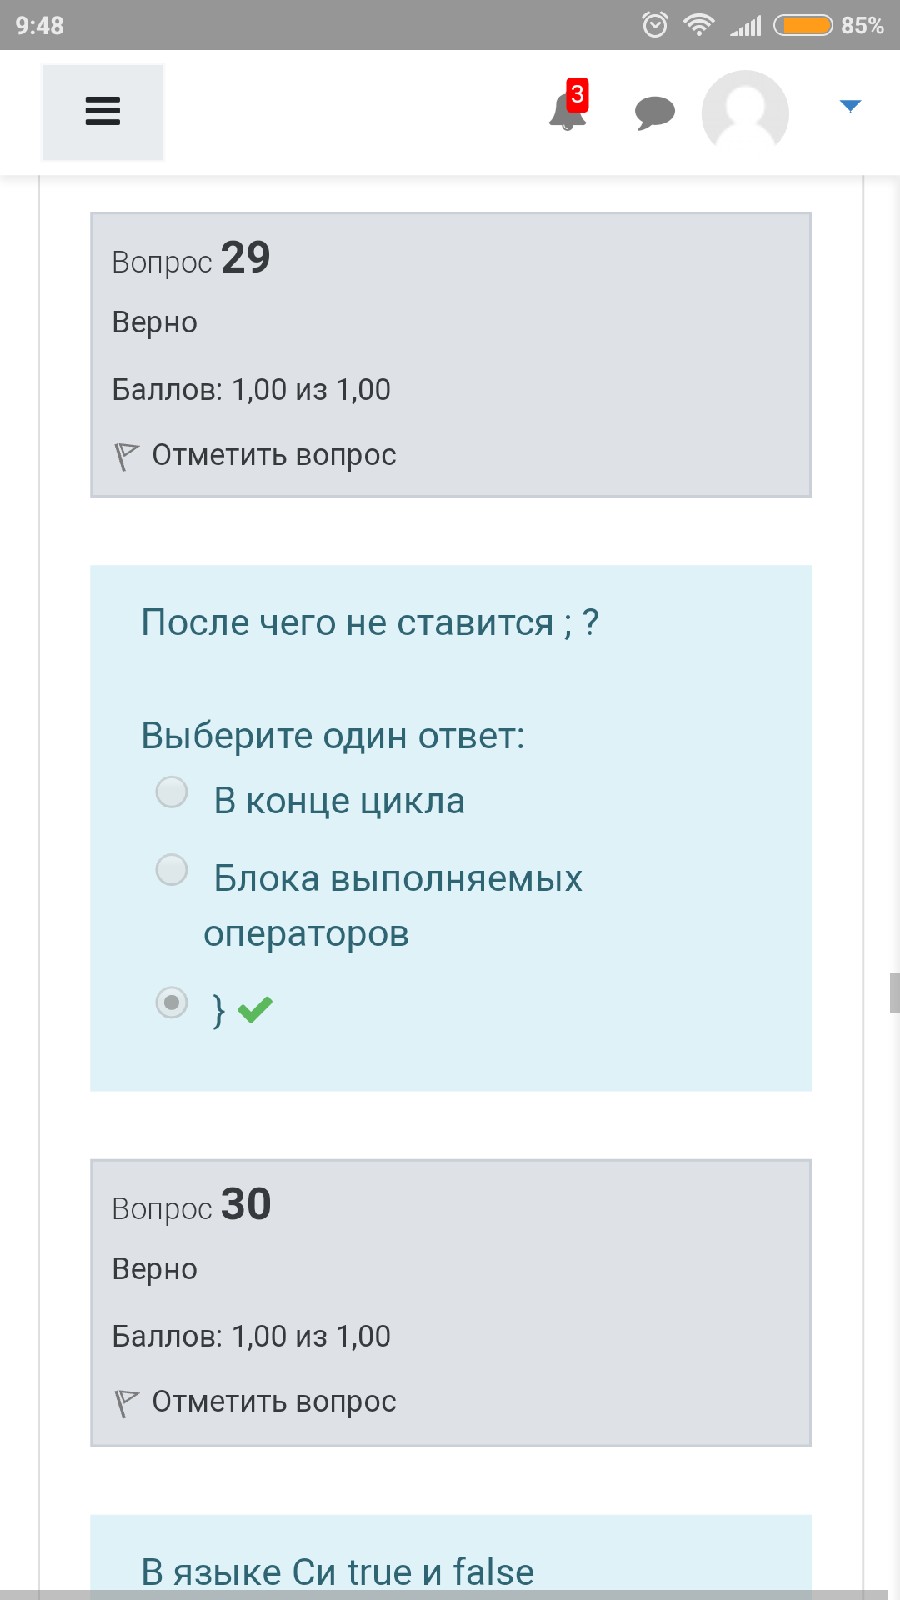 9:48
85%
3
Вопрос 29
Верно
Баллов: 1,00 из 1,00
Отметить вопрос
После чего не ставится ; ?
Выберите один ответ:
В конце цикла
Блока выполняемых
операторов
}
Вопрос 30
Верно
Баллов: 1,00 из 1,00
Отметить вопрос
В языке Си true и false